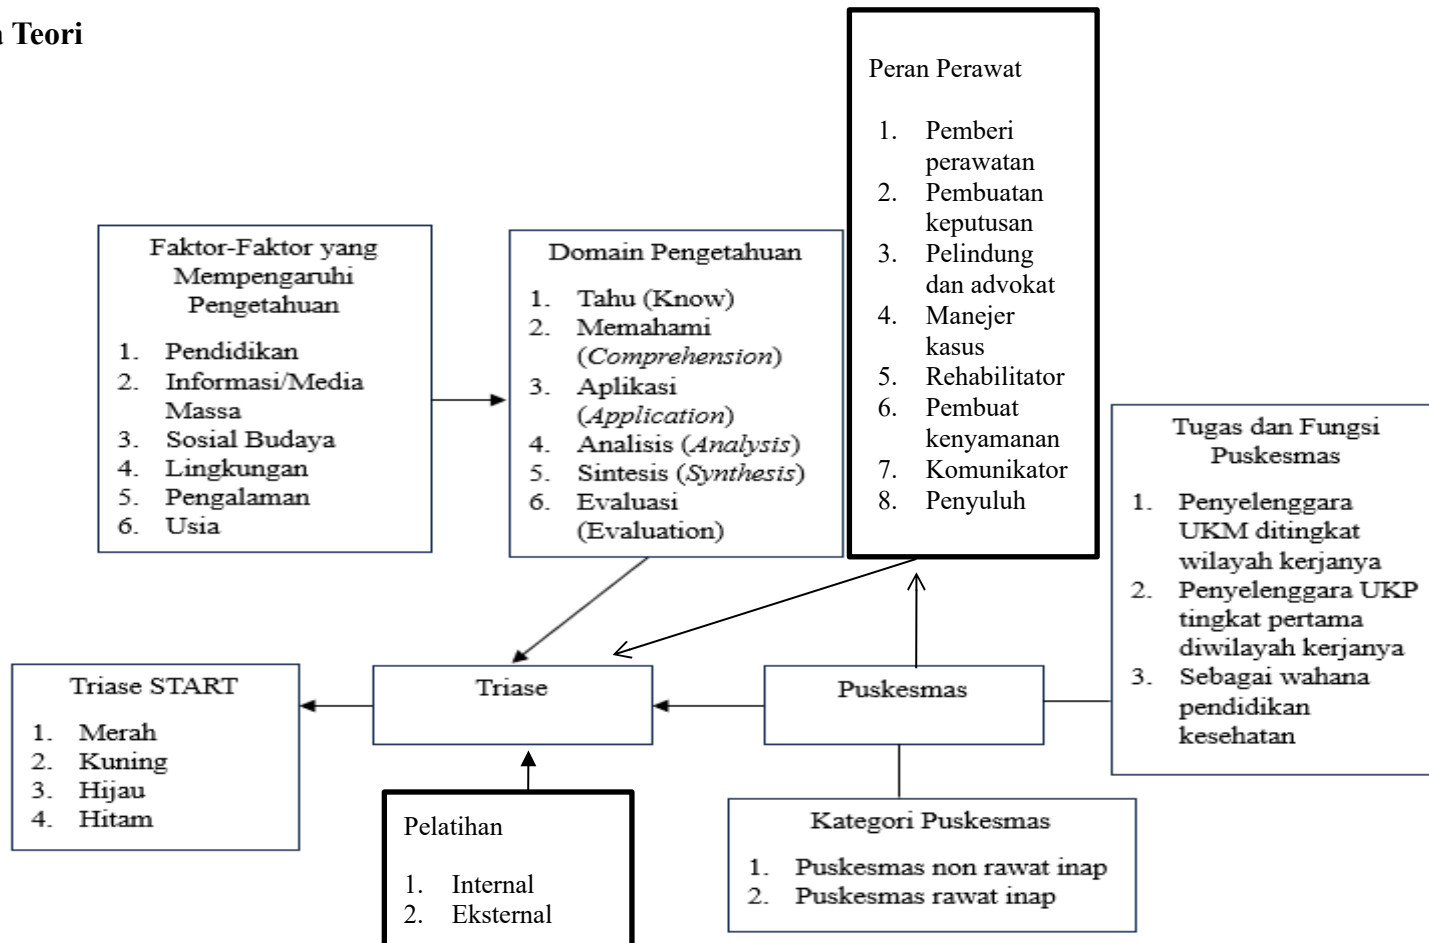 Teori
Peran Perawat
1. Pemberi
perawatan
2. Pembuatan
keputusan
3. Pelindung
dan advokat
4. Manejer
kasus
5. Rehabilitator
6. Pembuat
kenyamanan
7. Komunikator
8. Penyuluh
Faktor-Faktor yang
Mempengaruhi
Pengetahuan
1. Pendidikan
2. Informasi/Media
Massa
3. Sosial Budaya
4. Lingkungan
5. Pengalaman
6. Usia
Domain Pengetahuan
1. Tahu (Know)
2. Memahami
(Comprehension)
3. Aplikasi
(Application)
4. Analisis (Analysis)
5. Sintesis (Synthesis)
6. Evaluasi
(Evaluation)
Tugas dan Fungsi
Puskesmas
1. Penyelenggara
UKM ditingkat
wilayah kerjanya
2. Penyelenggara UKP
tingkat pertama
diwilayah kerjanya
3. Sebagai wahana
pendidikan
kesehatan
Triase START
1. Merah
2. Kuning
3. Hijau
4. Hitam
Triase
Puskesmas
Pelatihan
1. Internal
2. Eksternal
Kategori Puskesmas
1. Puskesmas non rawat inap
2. Puskesmas rawat inap